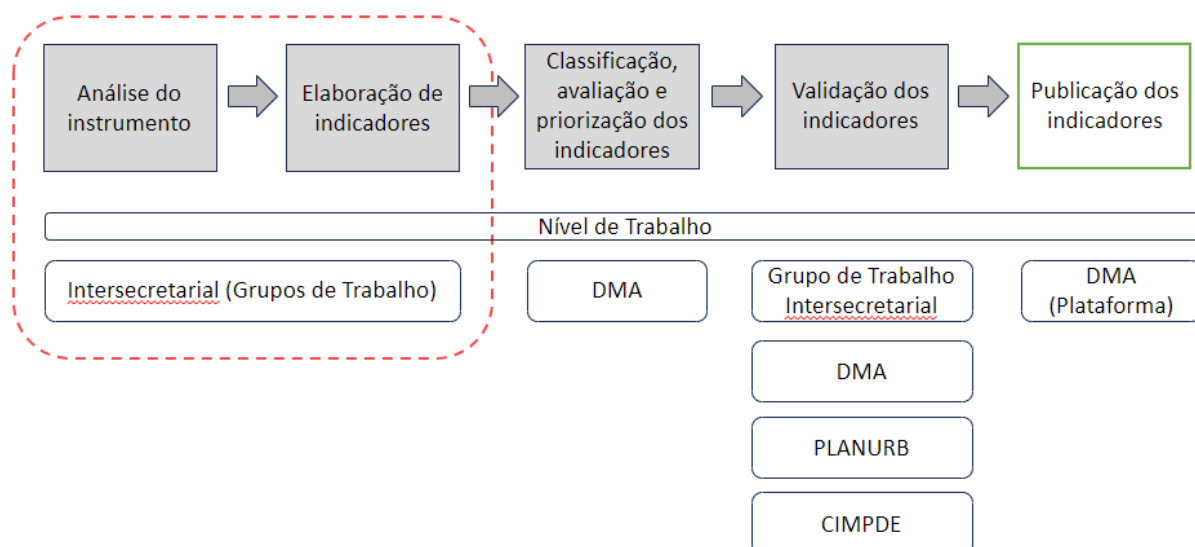 Análise do
instrumento
Elaboração de
indicadores
Classificação,
avaliação e
priorização dos
indicadores
Validação dos
indicadores
Publicação dos
indicadores
Nível de Trabalho
Intersecretarial (Grupos de Trabalho)
DMA
Grupo de Trabalho
Intersecretarial
DMA
(Plataforma)
DMA
PLANURB
CIMPDE